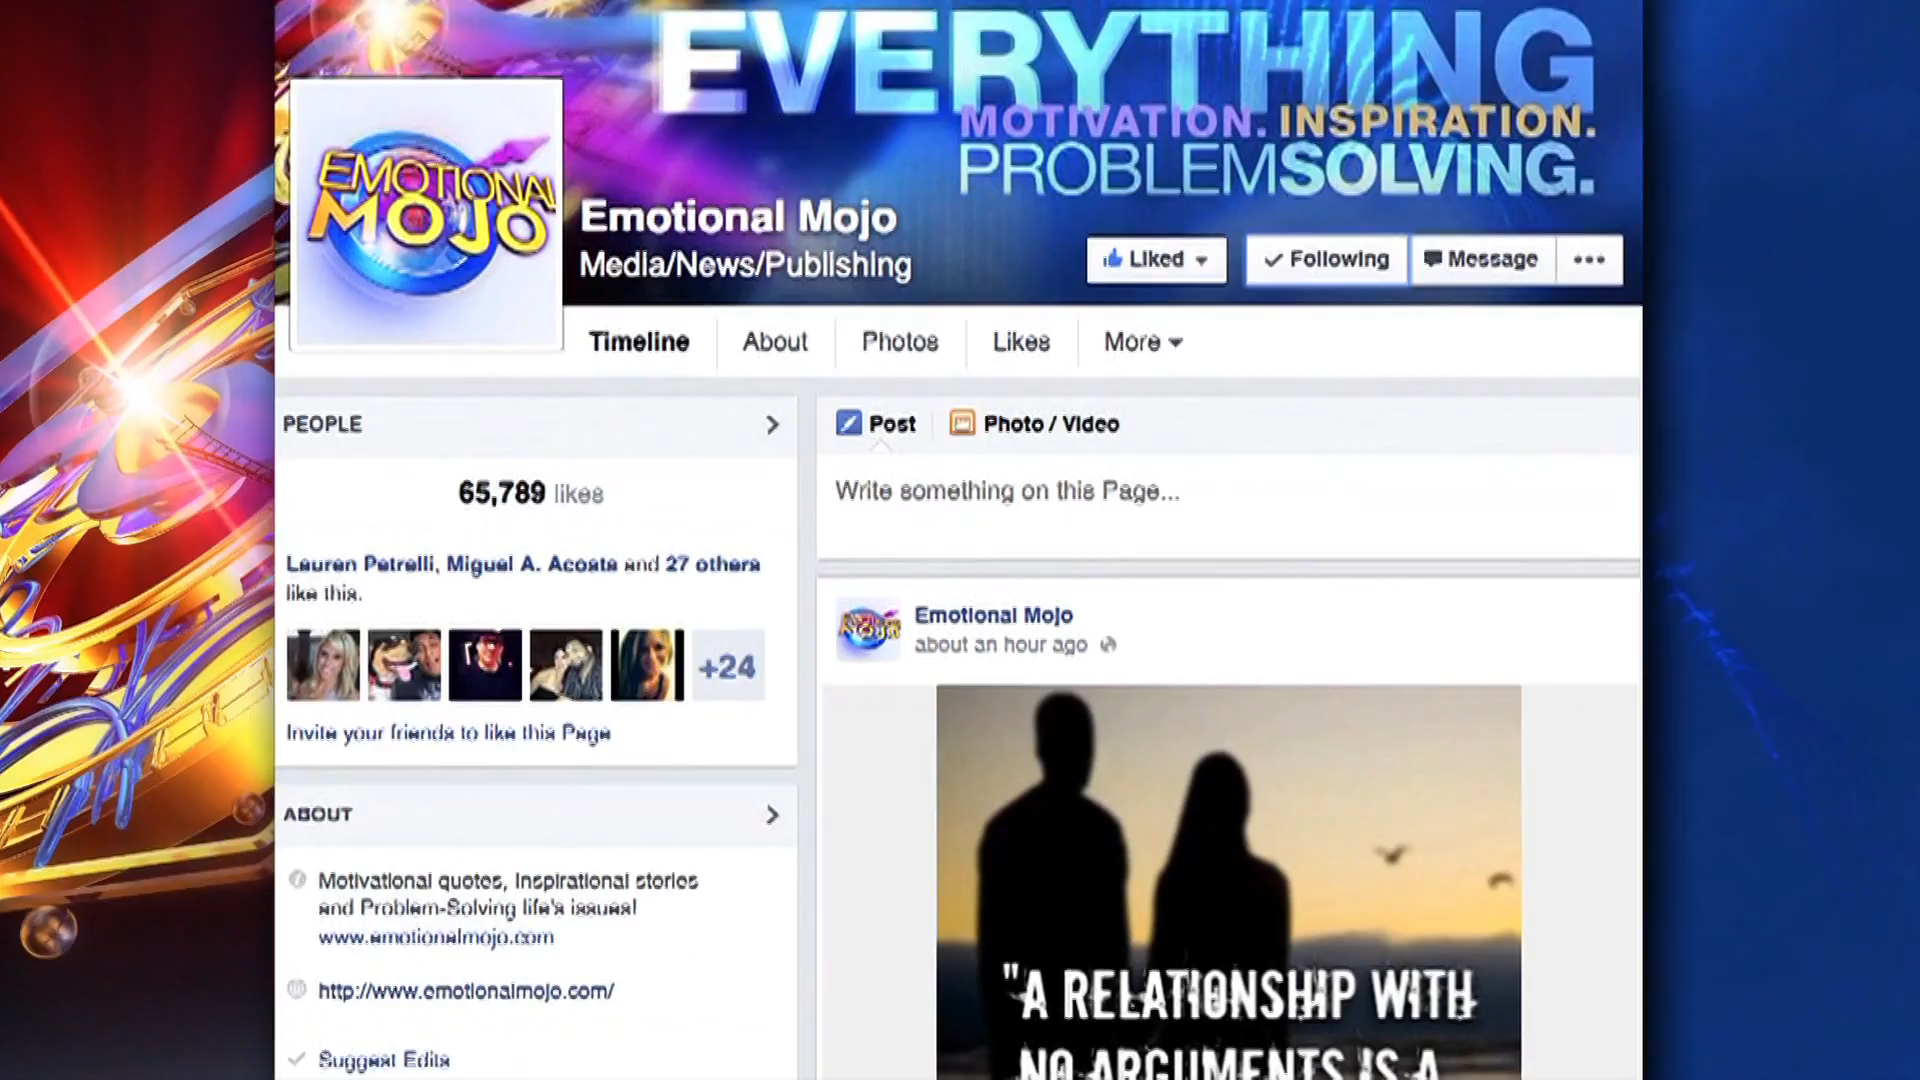 EVERYTHING
MOTIVATION. INSPIRATION.
PROBLEMSOLVING.
EMOTIONAL
MOJO
Emotional Mojo
Media/News/Publishing
Liked
Following
Message
Timeline
About
Photos
Likes
More
PEOPLE
65,789 likes
Lauren Petrelli, Miguel A. Acosta and 27 others
like this.
+24
Invite your friends to like this Page
ABOUT
Motivational quotes, Inspirational stories
and Problem-Solving life's issues!
www.emotionalmojo.com
http://www.emotionalmojo.com/
Suggest Edits
Post
Photo / Video
Write something on this Page...
Emotional Mojo
about an hour ago
"A RELATIONSHIP WITH
NO ARGUMENTS IS A